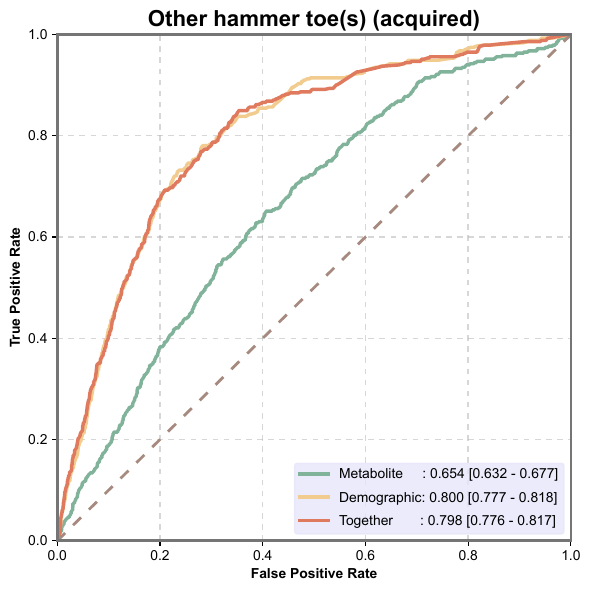 Other hammer toe(s) (acquired)
1.0
0.8
0.6
0.4
0.2
0.0
True Positive Rate
Metabolite : 0.654 [0.632 - 0.677]
Demographic: 0.800 [0.777 - 0.818]
Together : 0.798 [0.776 - 0.817]
0.0 0.2 0.4 0.6 0.8 1.0
False Positive Rate